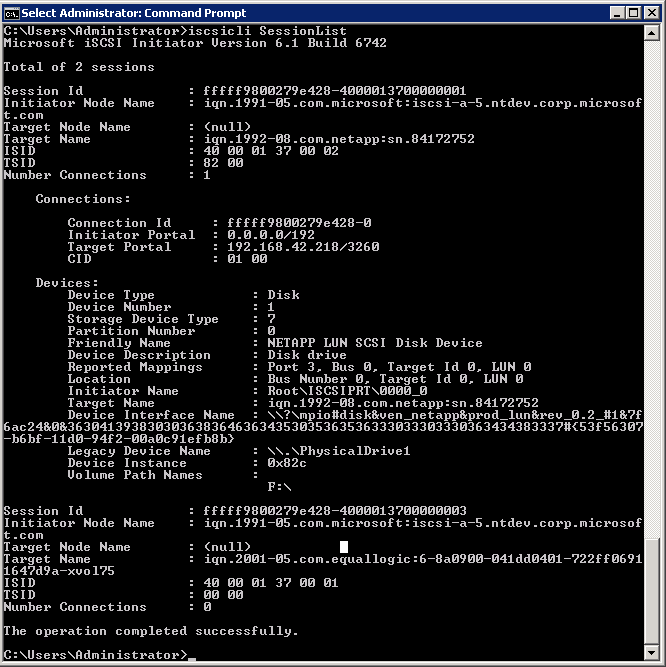 Select Administrator: Command Prompt
C:\Users\Administrator>iscsicli SessionList
Microsoft iSCSI Initiator Version 6.1 Build 6742
Total of 2 sessions
Session Id : fffff9800279e428-4000013700000001
Initiator Node Name : iqn.1991-05.com.microsoft:iscsi-a-5.ntdev.corp.microsof
t.com
Target Node Name : (null)
Target Name : iqn.1992-08.com.netapp:sn.84172752
ISID : 40 00 01 37 00 02
TSID : 82 00
Number Connections : 1
Connections:
Connection Id : fffff9800279e428-0
Initiator Portal : 0.0.0.0/192
Target Portal : 192.168.42.218/3260
CID : 01 00
Devices:
Device Type : Disk
Device Number : 1
Storage Device Type : 7
Partition Number : 0
Friendly Name : NETAPP LUN SCSI Disk Device
Device Description : Disk drive
Reported Mappings : Port 3, Bus 0, Target Id 0, LUN 0
Location : Bus Number 0, Target Id 0, LUN 0
Initiator Name : Root\ISCSIPRT\0000_0
Target Name : iqn.1992-08.com.netapp:sn.84172752
Device Interface Name : \\?\mpio#disk&ven_netapp&prod_lun&rev_0.2_#1&7f
6ac24&0&363041393830303638364636343530353635363333303330336343438333 7#{53f56307
-b6bf-11d0-94f2-00a0c91efb8b}
Legacy Device Name : \\.\PhysicalDrive1
Device Instance : 0x82c
Volume Path Names :
F:\
Session Id : fffff9800279e428-4000013700000003
Initiator Node Name : iqn.1991-05.com.microsoft:iscsi-a-5.ntdev.corp.microsof
t.com
Target Node Name : (null)
Target Name : iqn.2001-05.com.equallogic:6-8a0900-041dd0401-722ff0691
1647d9a-xvol75
ISID : 40 00 01 37 00 01
TSID : 00 00
Number Connections : 0
The operation completed successfully.
C:\Users\Administrator>_